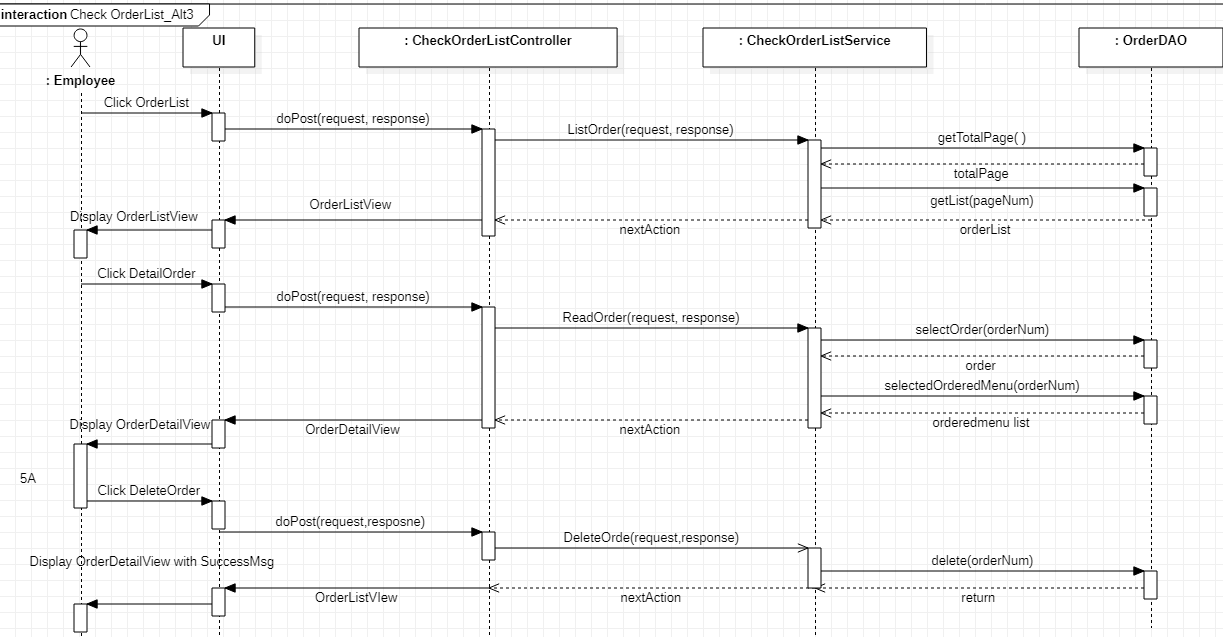 interaction Check OrderList_Alt3
UI
: CheckOrderListController
: CheckOrderListService
: OrderDAO
: Employee
Click OrderList
doPost(request, response)
ListOrder(request, response)
getTotalPage( )
totalPage
getList(pageNum)
OrderListView
Display OrderListView
nextAction
orderList
Click DetailOrder
doPost(request, response)
ReadOrder(request, response)
selectOrder(orderNum)
order
selectedOrderedMenu(orderNum)
Display OrderDetailView
OrderDetailView
nextAction
orderedmenu list
5A
Click DeleteOrder
doPost(request,resposne)
DeleteOrde(request,response)
Display OrderDetailView with SuccessMsg
delete(orderNum)
OrderListVIew
nextAction
return